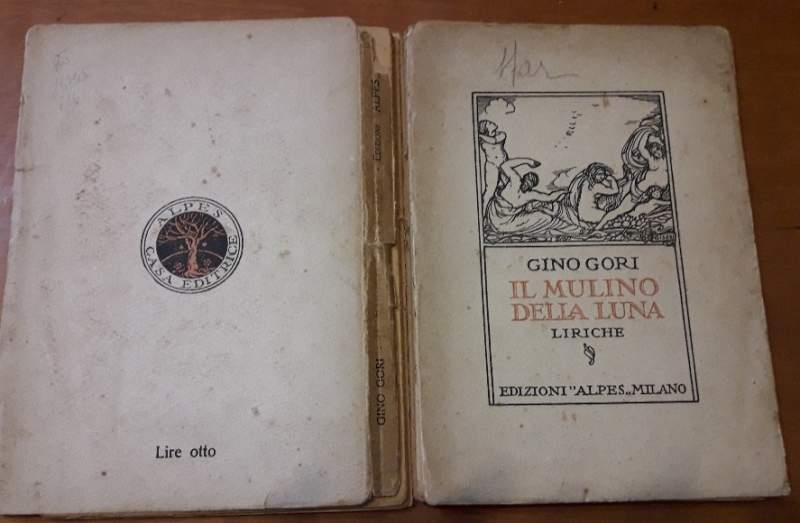 ALPES
CASA EDITRICE
Lire otto
GINO GORI
EDIZIONI ALPES
GINO GORI
IL MULINO
DELLA LUNA
LIRICHE
EDIZIONI "ALPES„ MILANO